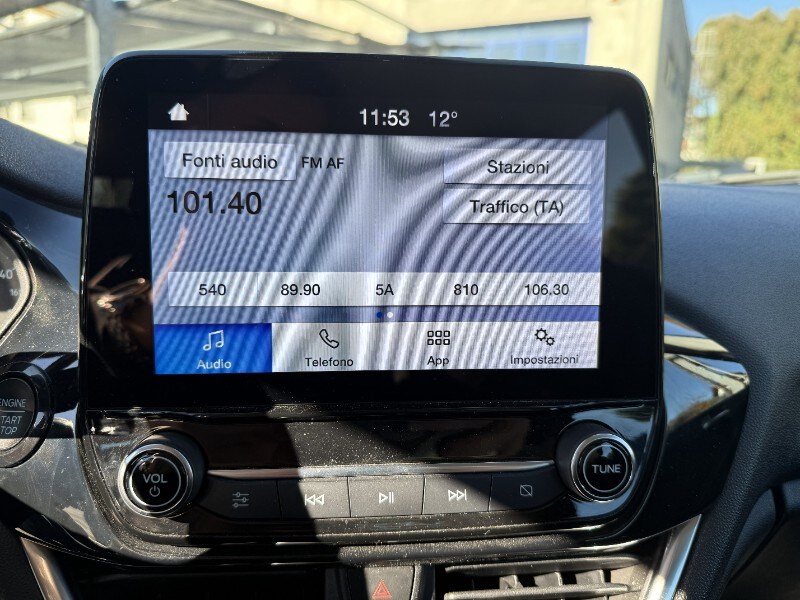 11:53 12°
Fonti audio FM AF Stazioni
101.40 Traffico (TA)
540 89.90 5A 810 106.30
Audio Telefono App Impostazioni
ENGINE
START
STOP
VOL
TUNE